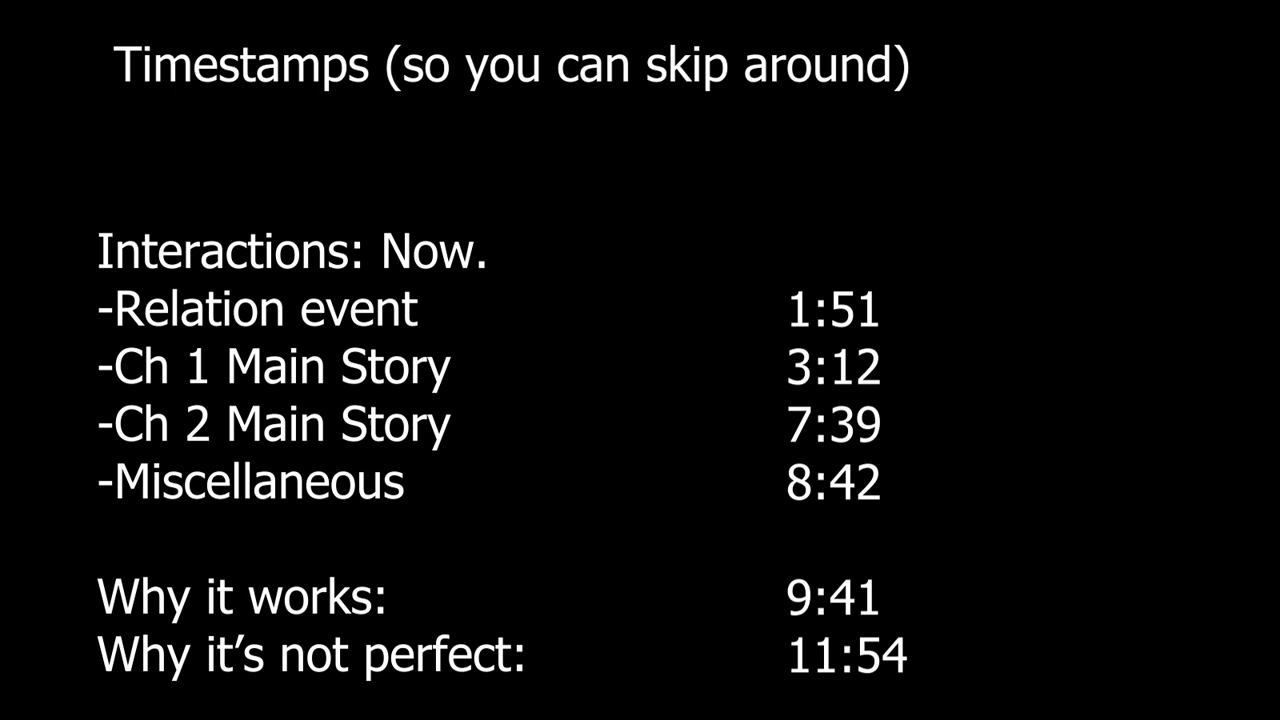 Timestamps (so you can skip around)
Interactions: Now.
-Relation event 1:51
-Ch 1 Main Story 3:12
-Ch 2 Main Story 7:39
-Miscellaneous 8:42
Why it works: 9:41
Why it’s not perfect: 11:54